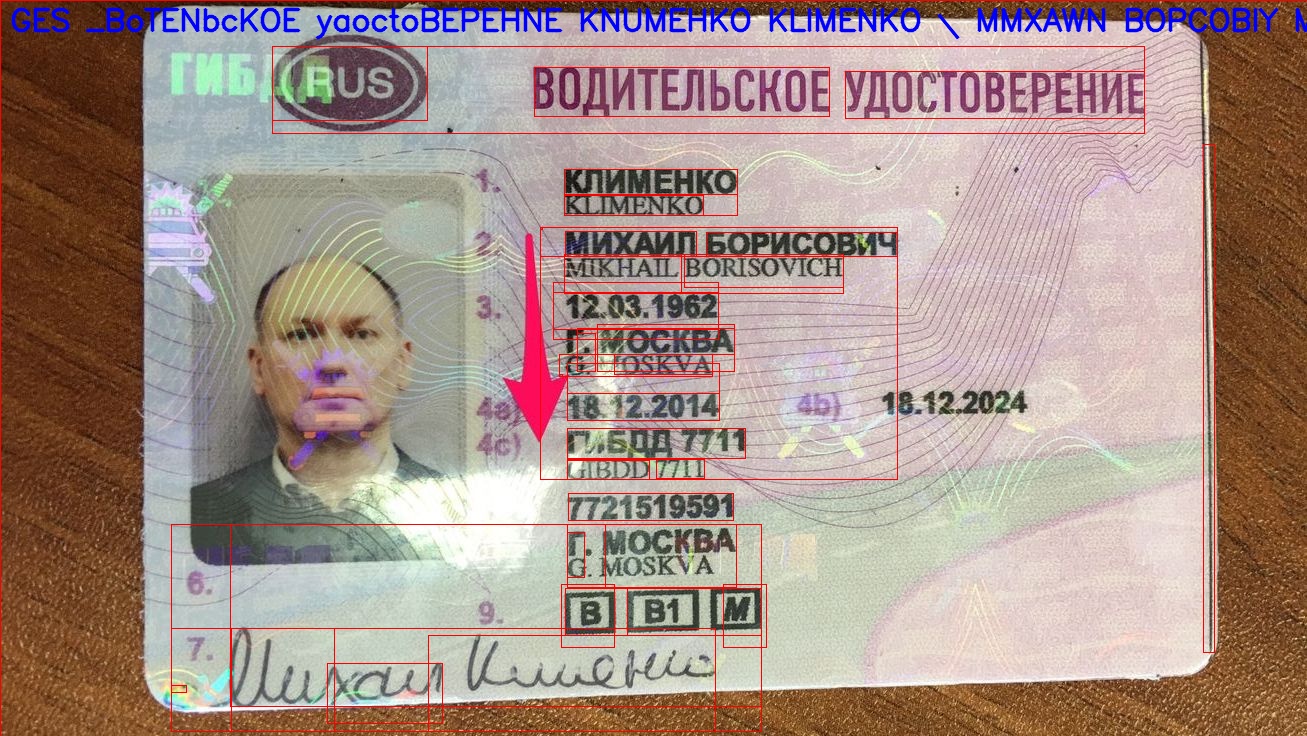 GES _BoTENbcKOE yaoctoBEPEHNE KNUMEHKO KLIMENKO \ MMXAWN BOPCOBIY M
ГИБДД RUS ВОДИТЕЛЬСКОЕ УДОСТОВЕРЕНИЕ
1. КЛИМЕНКО
KLIMENKO
2. МИХАИЛ БОРИСОВИЧ
MIKHAIL BORISOVICH
3. 12.03.1962
Г. МОСКВА
G. MOSKVA
4a) 18.12.2014 4b) 18.12.2024
4c) ГИБДД 7711
GIBDD 7711
7721519591
Г. МОСКВА
G. MOSKVA
6.
9. B B1 M
7. Михаил Клименко